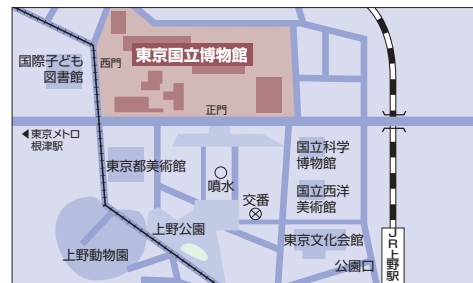 東京国立博物館
国際子ども
図書館
西門
正門
◀東京メトロ
根津駅
東京都美術館
噴水
国立科学
博物館
交番
国立西洋
美術館
上野公園
上野動物園
東京文化会館
公園口
JR上野駅